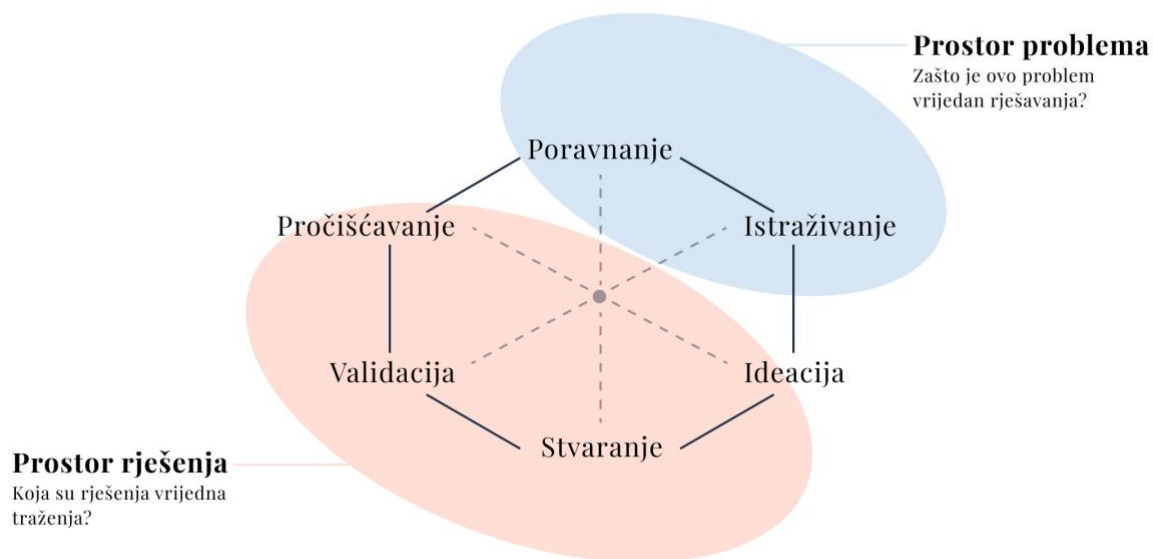 Prostor problema
Zašto je ovo problem
vrijedan rješavanja?
Poravnanje
Pročišćavanje
Istraživanje
Validacija
Ideacija
Stvaranje
Prostor rješenja
Koja su rješenja vrijedna
traženja?